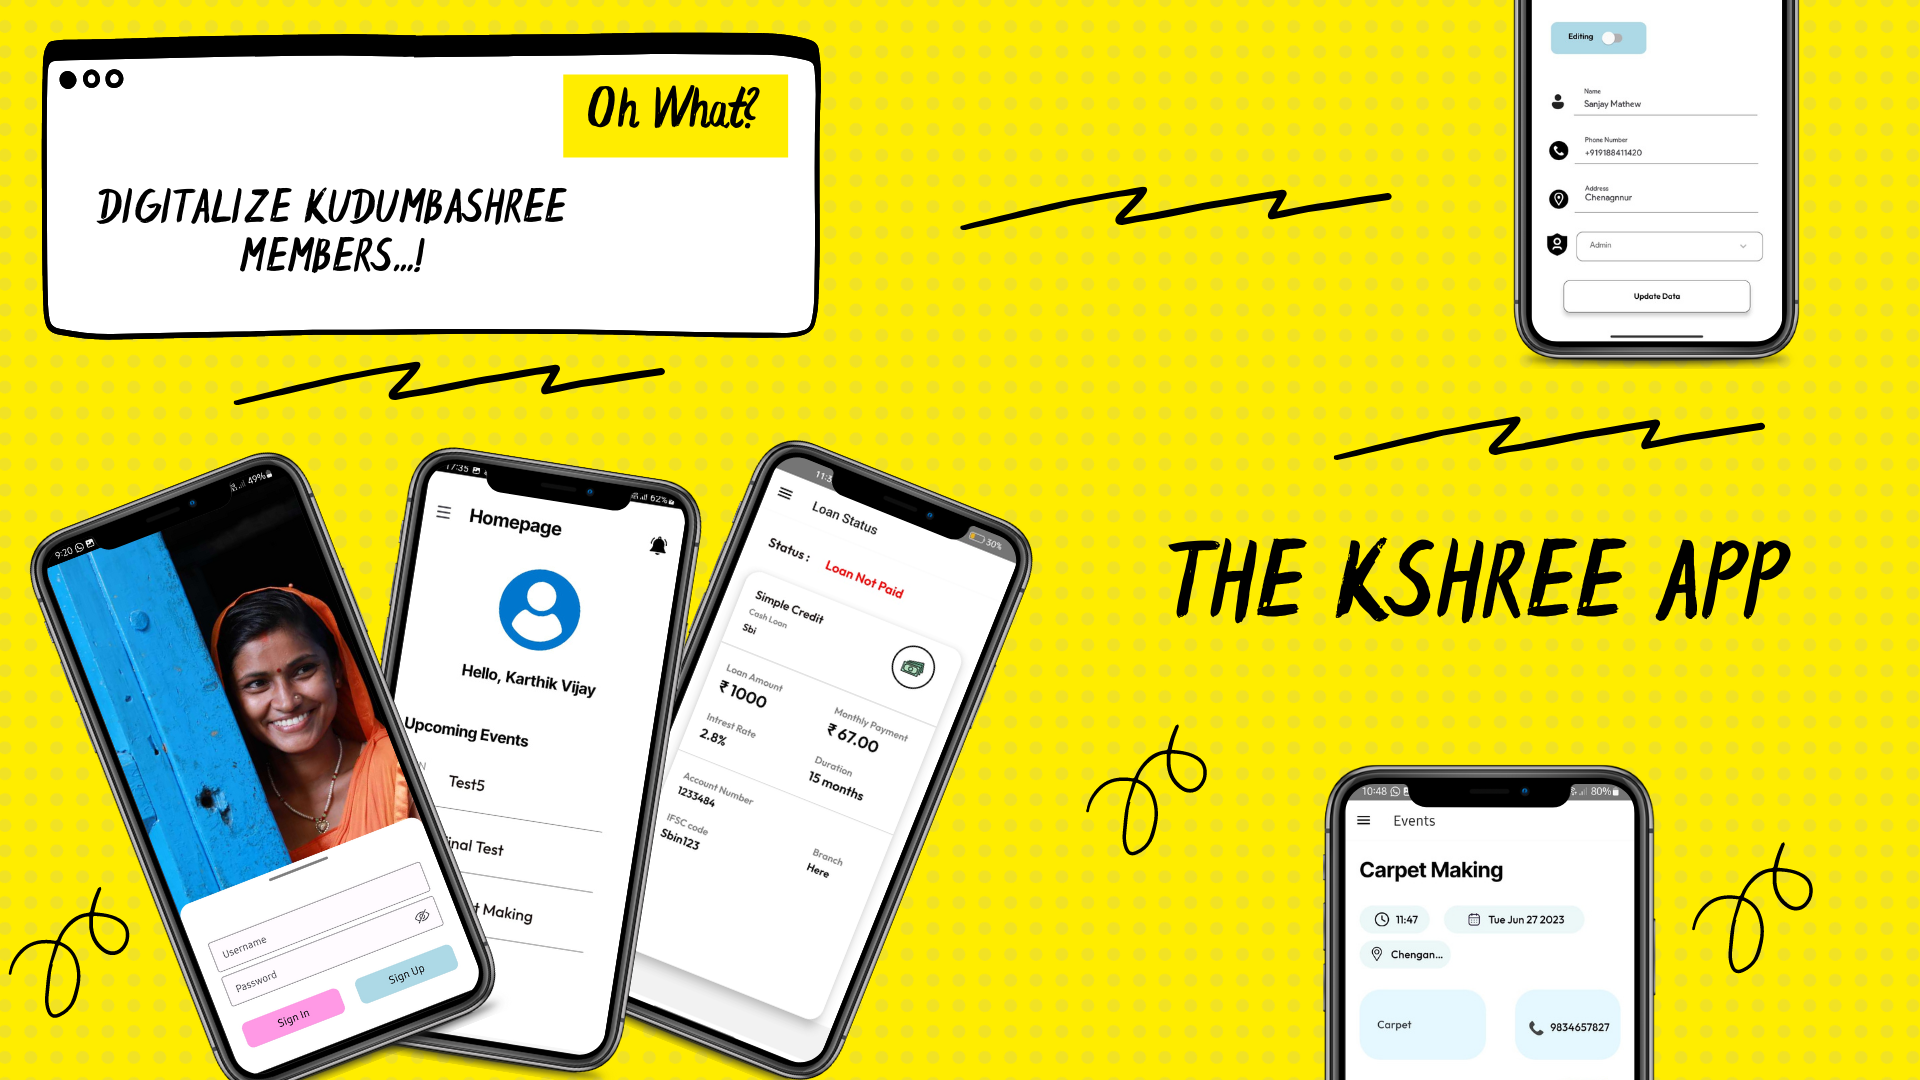 Oh What?
DIGITALIZE KUDUMBASHREE
MEMBERS...!
Editing
Name
Sanjay Mathew
Phone Number
+919188411420
Address
Chenagnnur
Admin
Update Data
THE KSHREE APP
9:20
49%
Username
Password
Sign Up
Sign In
17:35
62%
Homepage
Hello, Karthik Vijay
Upcoming Events
Test5
inal Test
t Making
11:3
30%
Loan Status
Status :
Loan Not Paid
Simple Credit
Cash Loan
Sbi
Loan Amount
₹ 1000
Monthly Payment
₹ 67.00
Intrest Rate
2.8%
Duration
15 months
Account Number
1233484
IFSC code
Sbin123
Branch
Here
10:48
80%
Events
Carpet Making
11:47
Tue Jun 27 2023
Chengan...
Carpet
9834657827